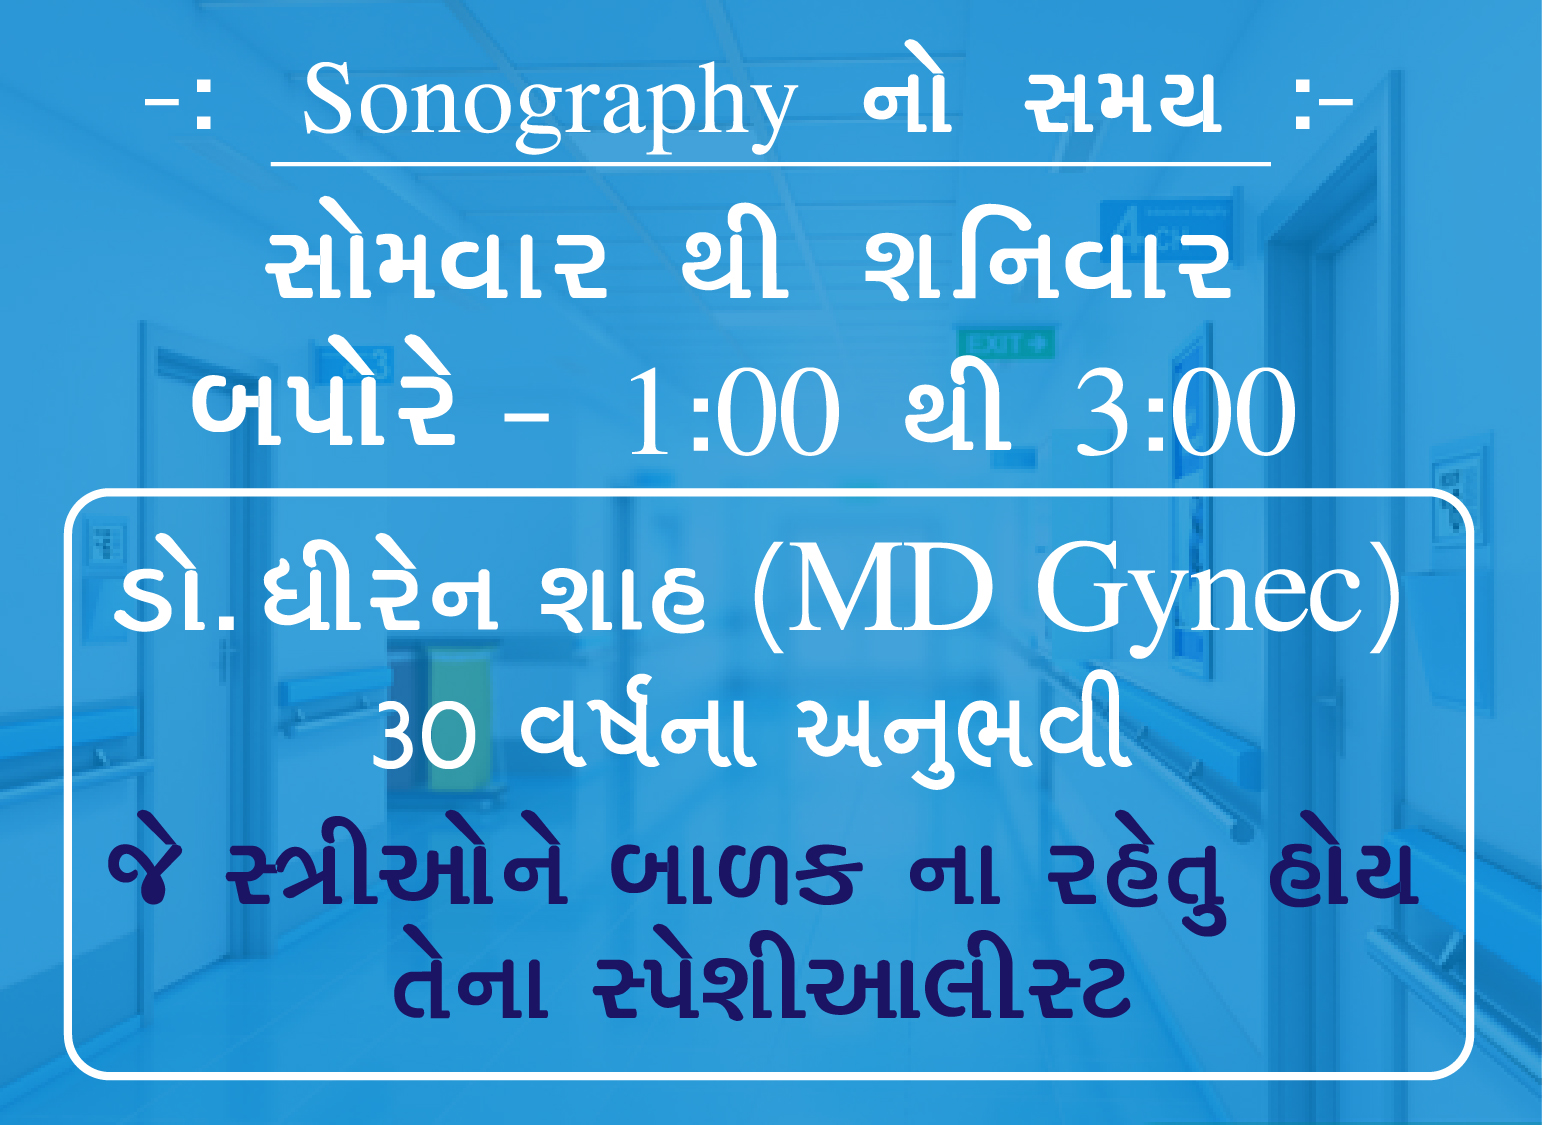 -: Sonography નો સમય :-
સોમવાર થી શનિવાર
બપોરે - 1:00 થી 3:00
ડો. ધીરેન શાહ (MD Gynec)
30 વર્ષના અનુભવી
જે સ્ત્રીઓને બાળક ના રહેતુ હોય
તેના સ્પેશીઆલીસ્ટ
EXIT